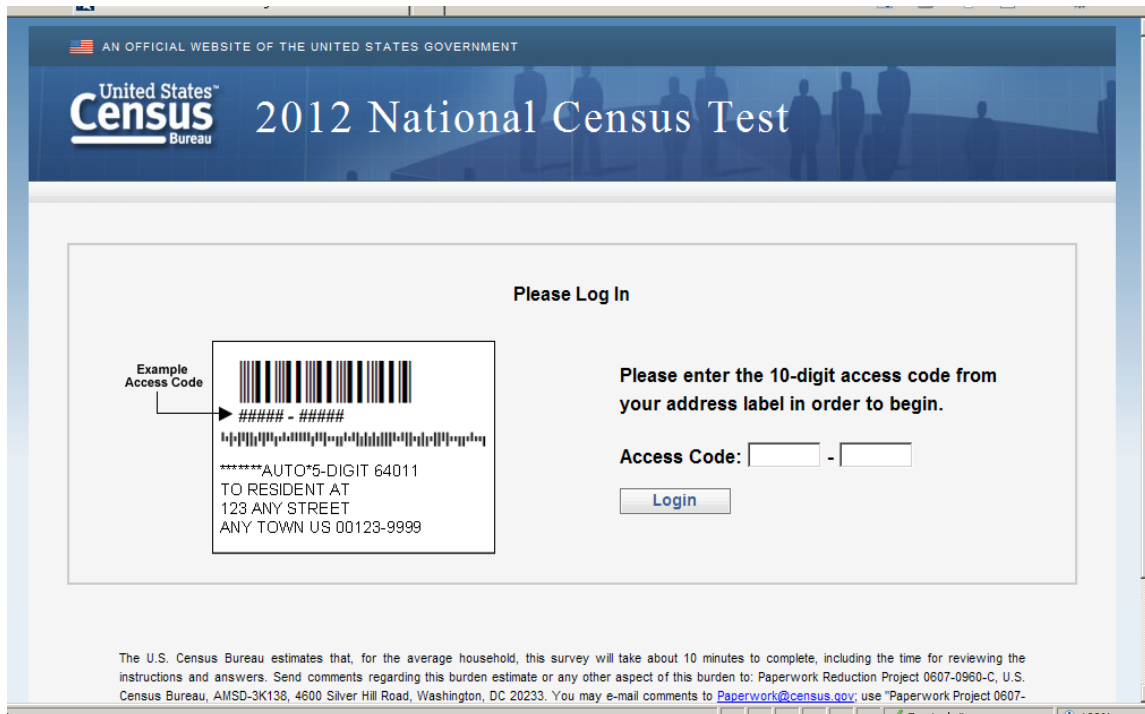 AN OFFICIAL WEBSITE OF THE UNITED STATES GOVERNMENT
United States™
Census
Bureau
2012 National Census Test
Please Log In
Example
Access Code
##### - #####
*******AUTO*5-DIGIT 64011
TO RESIDENT AT
123 ANY STREET
ANY TOWN US 00123-9999
Please enter the 10-digit access code from
your address label in order to begin.
Access Code: -
Login
The U.S. Census Bureau estimates that, for the average household, this survey will take about 10 minutes to complete, including the time for reviewing the
instructions and answers. Send comments regarding this burden estimate or any other aspect of this burden to: Paperwork Reduction Project 0607-0960-C, U.S.
Census Bureau, AMSD-3K138, 4600 Silver Hill Road, Washington, DC 20233. You may e-mail comments to Paperwork@census.gov; use "Paperwork Project 0607-